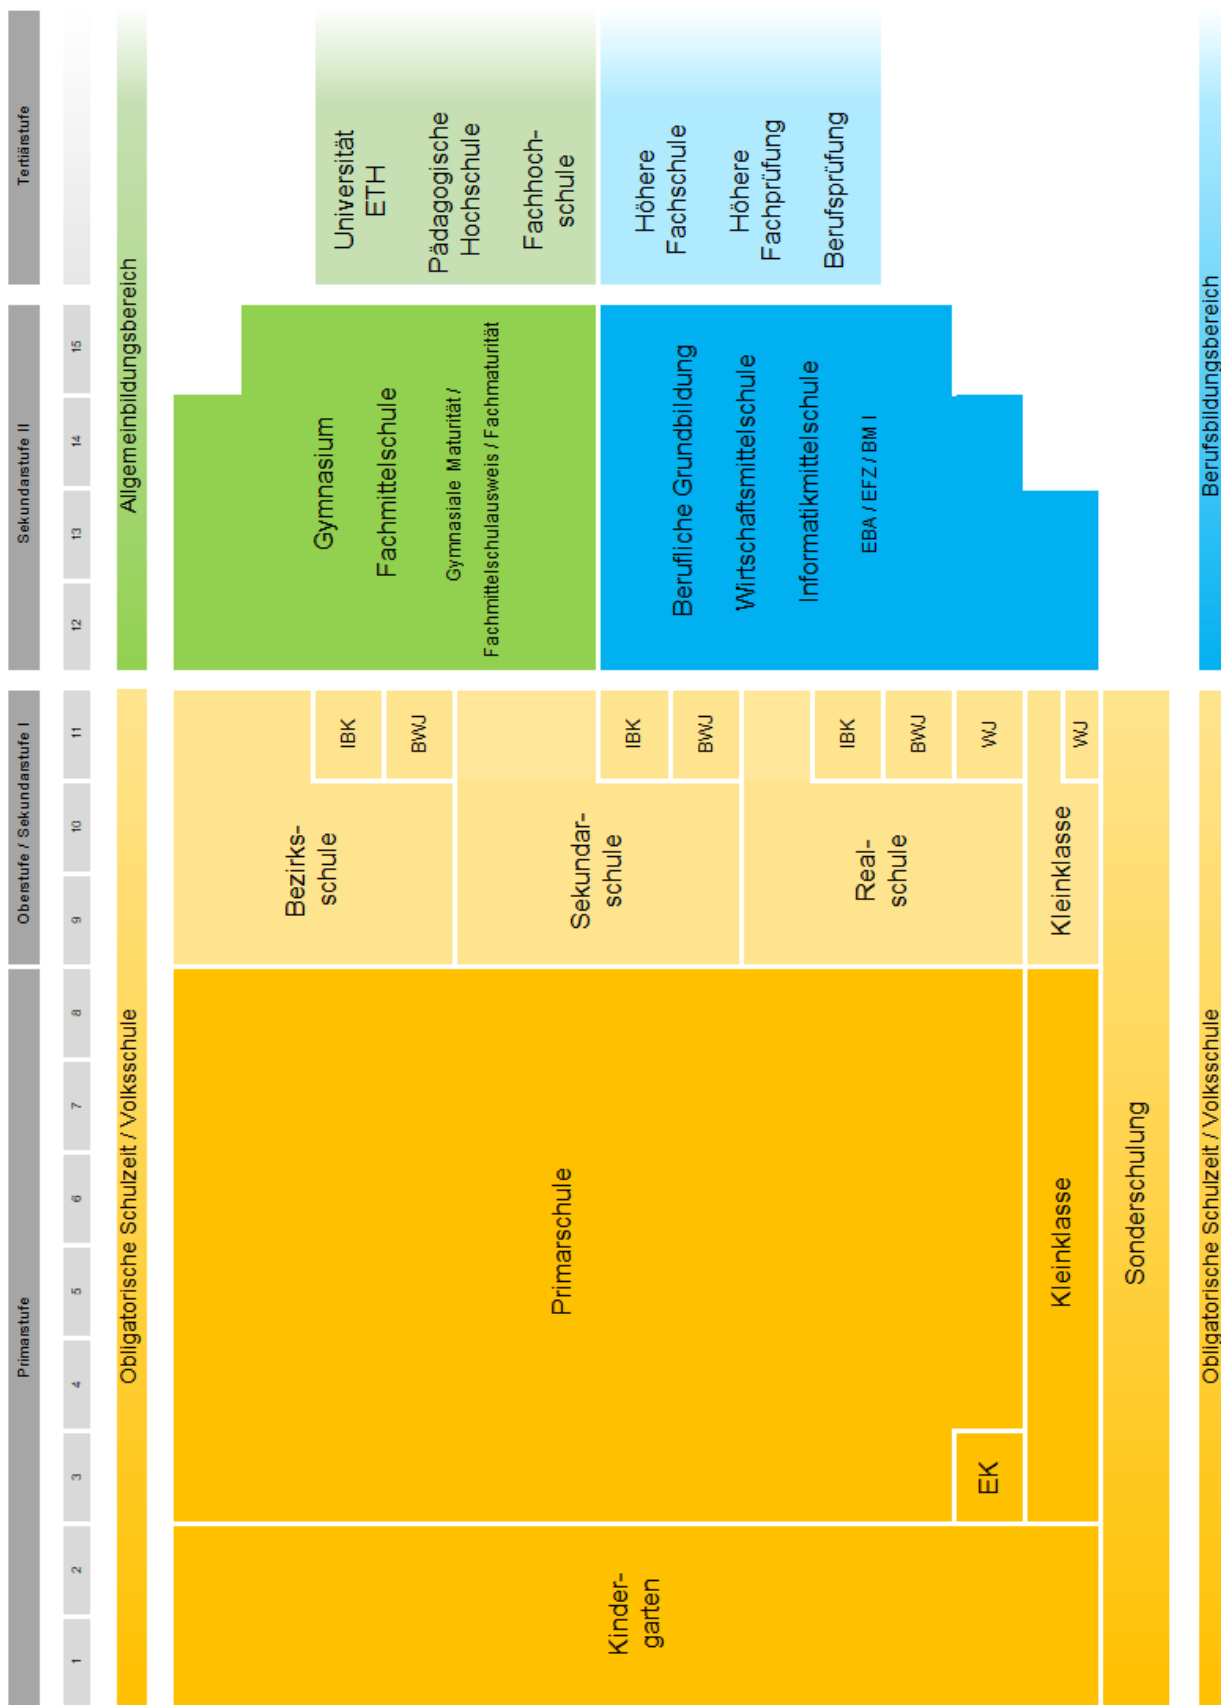 Tertiärstufe
Sekundarstufe II
Oberstufe / Sekundarstufe I
Primarstufe
15
14
13
12
11
10
9
8
7
6
5
4
3
2
1
Allgemeinbildungsbereich
Obligatorische Schulzeit / Volksschule
Universität
ETH
Pädagogische
Hochschule
Fachhoch-
schule
Höhere
Fachschule
Höhere
Fachprüfung
Berufsprüfung
Gymnasium
Fachmittelschule
Gymnasiale Maturität /
Fachmittelschulausweis / Fachmaturität
Berufliche Grundbildung
Wirtschaftsmittelschule
Informatikmittelschule
EBA / EFZ / BM I
IBK
BWJ
IBK
BWJ
IBK
BWJ
WJ
WJ
Bezirks-
schule
Sekundar-
schule
Real-
schule
Kleinklasse
Primarschule
Kleinklasse
EK
Kinder-
garten
Sonderschulung
Berufsbildungsbereich
Obligatorische Schulzeit / Volksschule